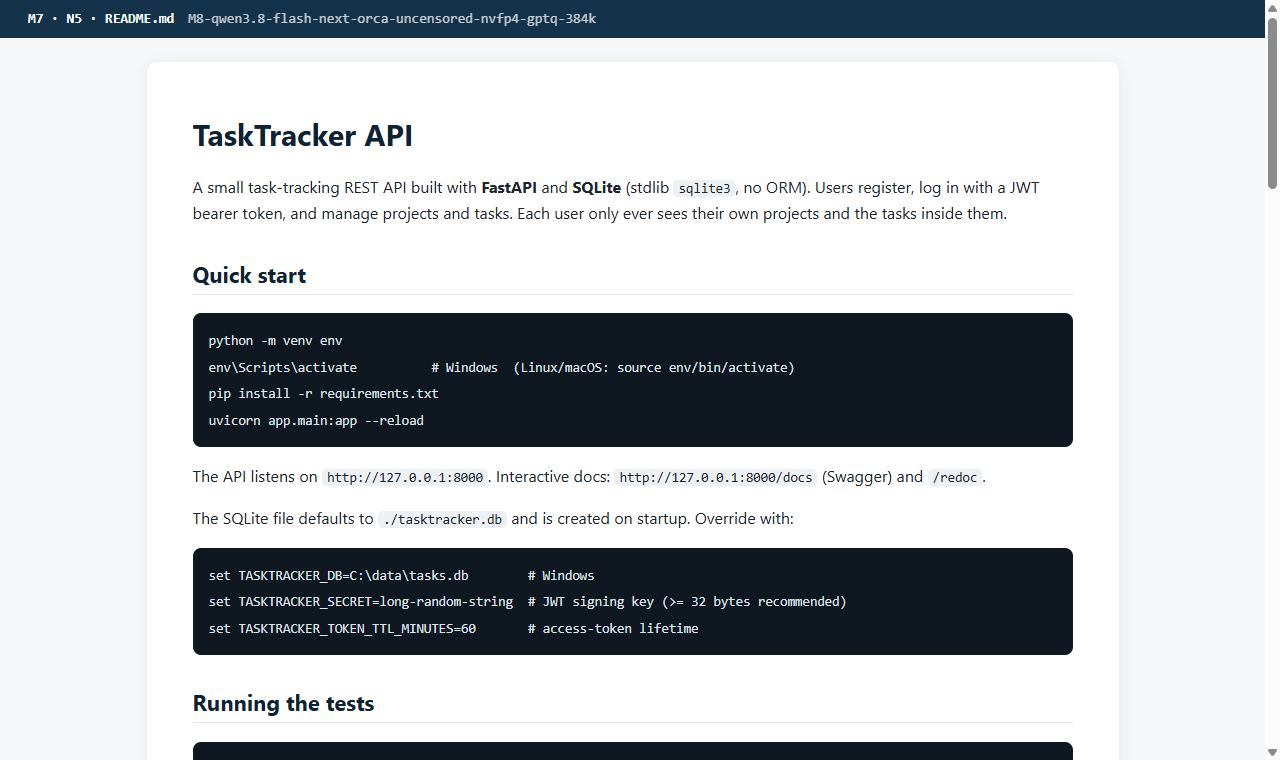 M7 · N5 · README.md M8-qwen3.8-flash-next-orca-uncensored-nvfp4-gptq-384k
TaskTracker API
A small task-tracking REST API built with FastAPI and SQLite (stdlib sqlite3, no ORM). Users register, log in with a JWT
bearer token, and manage projects and tasks. Each user only ever sees their own projects and the tasks inside them.
Quick start
python -m venv env
env\Scripts\activate          # Windows  (Linux/macOS: source env/bin/activate)
pip install -r requirements.txt
uvicorn app.main:app --reload
The API listens on http://127.0.0.1:8000. Interactive docs: http://127.0.0.1:8000/docs (Swagger) and /redoc.
The SQLite file defaults to ./tasktracker.db and is created on startup. Override with:
set TASKTRACKER_DB=C:\data\tasks.db        # Windows
set TASKTRACKER_SECRET=long-random-string  # JWT signing key (>= 32 bytes recommended)
set TASKTRACKER_TOKEN_TTL_MINUTES=60       # access-token lifetime
Running the tests